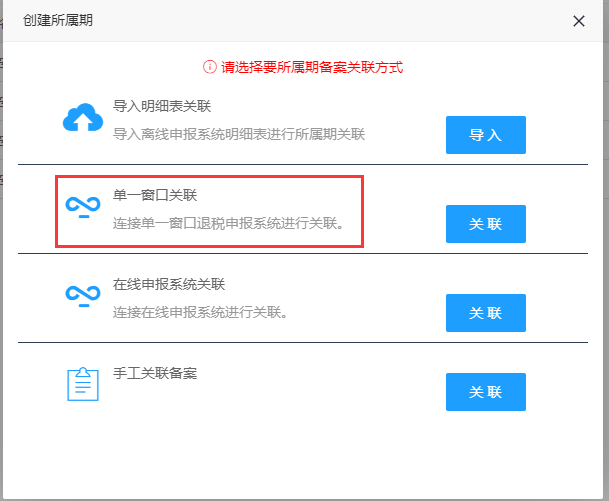 创建所属期
请选择要所属期备案关联方式
导入明细表关联
导入离线申报系统明细表进行所属期关联
导 入
单一窗口关联
连接单一窗口退税申报系统进行关联。
关 联
在线申报系统关联
连接在线申报系统进行关联。
关 联
手工关联备案
关 联